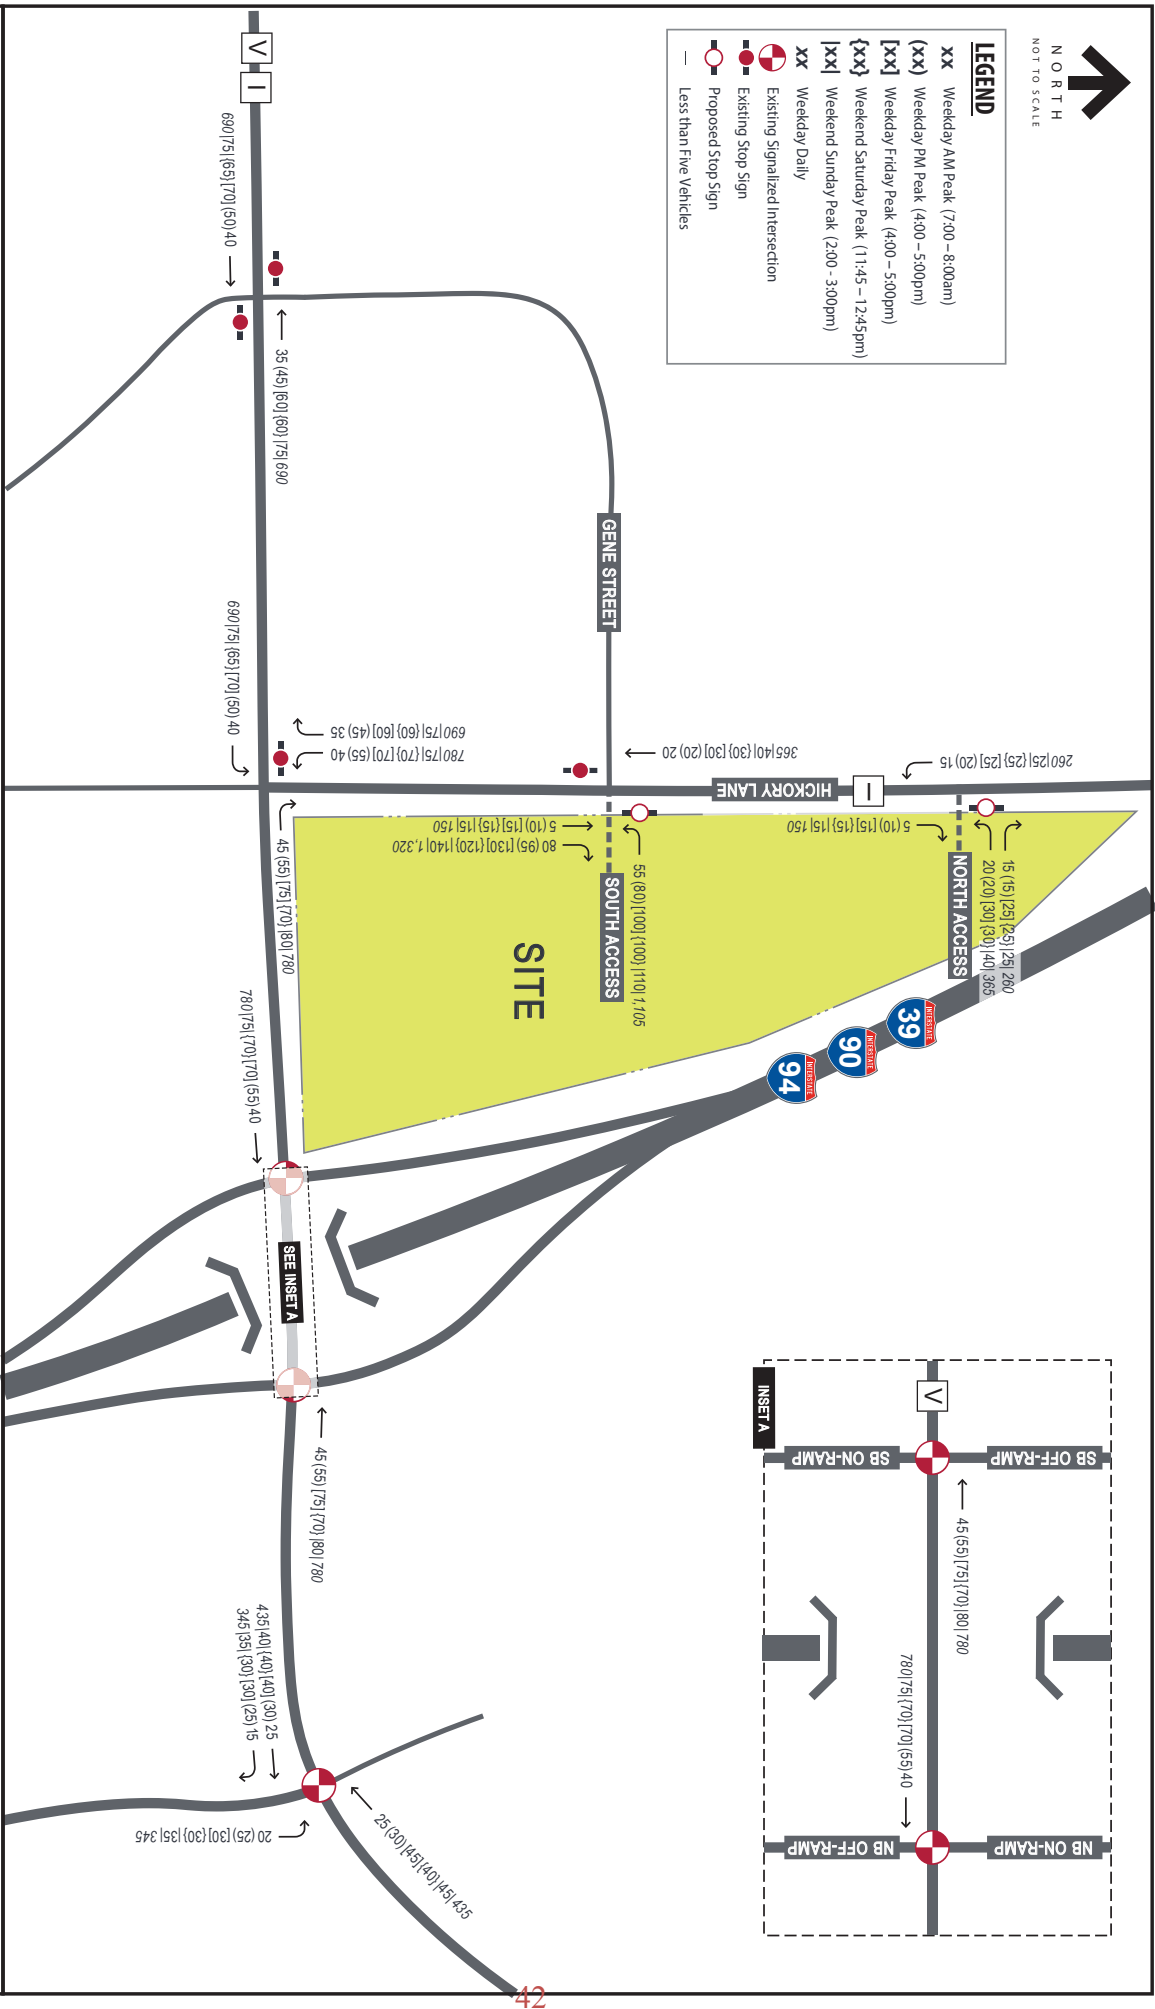 NORTH
NOT TO SCALE
LEGEND
xx Weekday AM Peak (7:00 – 8:00am)
(xx) Weekday PM Peak (4:00 – 5:00pm)
[xx] Weekday Friday Peak (4:00 – 5:00pm)
{xx} Weekend Saturday Peak (11:45 – 12:45pm)
|xx| Weekend Sunday Peak (2:00 - 3:00pm)
xx Weekday Daily
Existing Signalized Intersection
Existing Stop Sign
Proposed Stop Sign
– Less than Five Vehicles
V
I
690|75|{65}[70](50)40
35(45)[60]{60}|75|690
GENE STREET
690|75|{65}[70](50)40
690|75|{60}[60](45)35
780|75|{70}[70](55)40
365|40|{30}[30](20)20
HICKORY LANE
I
260|25|{25}[25](20)15
5(10)[15]{15}|15|150
80(95)[130]{120}|140|1,320
5(10)[15]{15}|15|150
NORTH ACCESS
15(15)[25]{25}|25|260
20(20)[30]{30}|40|365
SOUTH ACCESS
55(80)[100]{100}|110|1,105
SITE
45(55)[75]{70}|80|780
INTERSTATE
39
INTERSTATE
90
INTERSTATE
94
780|75|{70}[70](55)40
SEE INSET A
45(55)[75]{70}|80|780
435|40|{40}[40](30)25
345|35|{30}[30](25)15
20(25)[30]{30}|35|345
25(30)[45]{40}|45|435
INSET A
V
SB OFF-RAMP
SB ON-RAMP
45(55)[75]{70}|80|780
780|75|{70}[70](55)40
NB ON-RAMP
NB OFF-RAMP
42